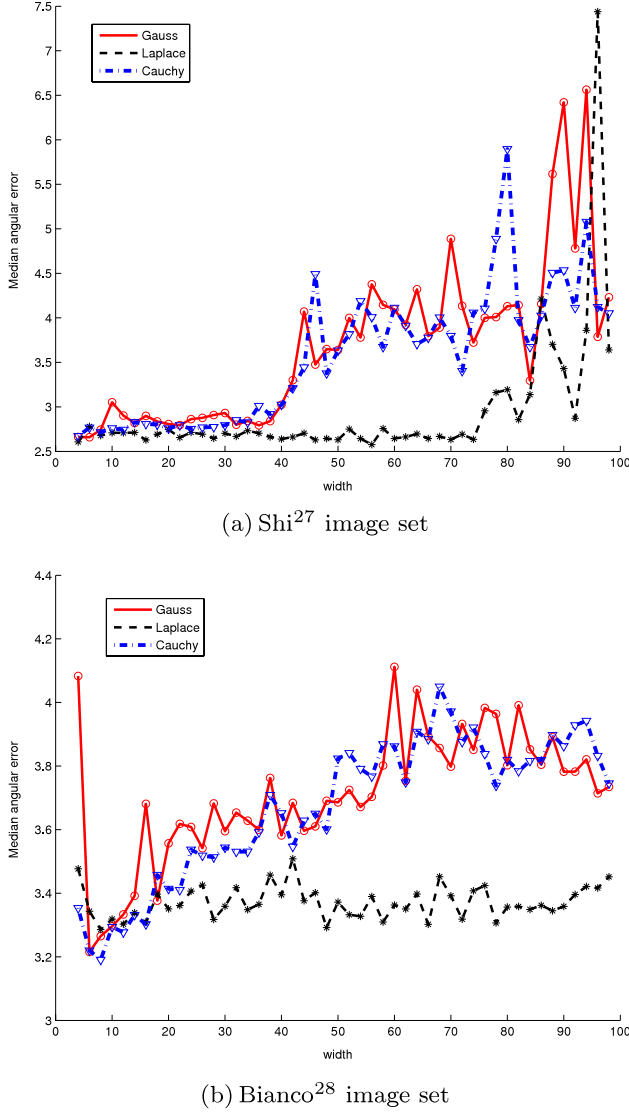 7.5
7
6.5
6
5.5
5
4.5
4
3.5
3
2.5
Median angular error
Gauss
Laplace
Cauchy
0 10 20 30 40 50 60 70 80 90 100
width
(a) Shi27 image set
4.4
4.2
4
3.8
3.6
3.4
3.2
3
Median angular error
Gauss
Laplace
Cauchy
0 10 20 30 40 50 60 70 80 90 100
width
(b) Bianco28 image set